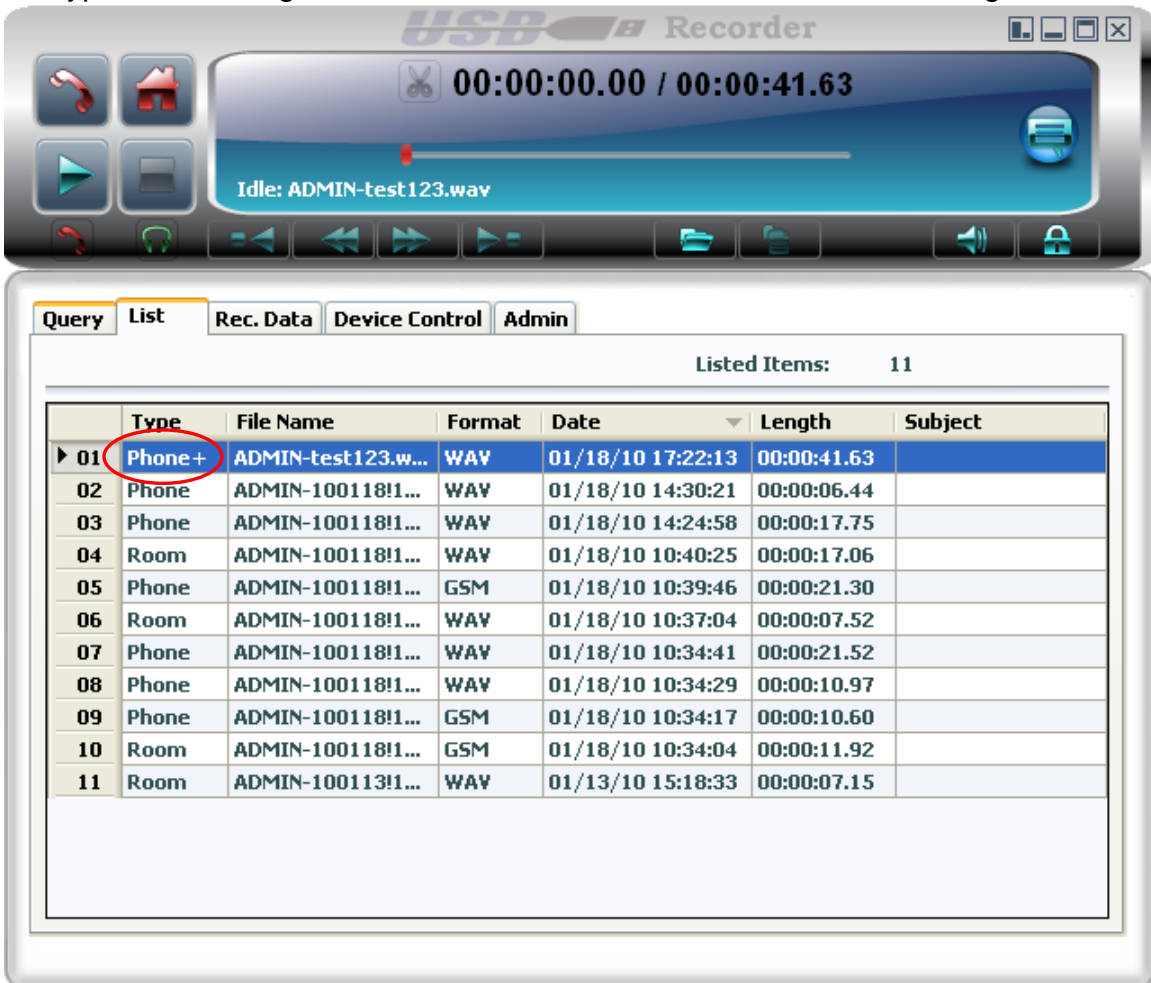 USB Recorder
00:00:00.00 / 00:00:41.63
Idle: ADMIN-test123.wav
Query List Rec. Data Device Control Admin
Listed Items: 11
Type File Name Format Date Length Subject
01 Phone+ ADMIN-test123.w... WAV 01/18/10 17:22:13 00:00:41.63
02 Phone ADMIN-100118!1... WAV 01/18/10 14:30:21 00:00:06.44
03 Phone ADMIN-100118!1... WAV 01/18/10 14:24:58 00:00:17.75
04 Room ADMIN-100118!1... WAV 01/18/10 10:40:25 00:00:17.06
05 Phone ADMIN-100118!1... GSM 01/18/10 10:39:46 00:00:21.30
06 Room ADMIN-100118!1... WAV 01/18/10 10:37:04 00:00:07.52
07 Phone ADMIN-100118!1... WAV 01/18/10 10:34:41 00:00:21.52
08 Phone ADMIN-100118!1... WAV 01/18/10 10:34:29 00:00:10.97
09 Phone ADMIN-100118!1... GSM 01/18/10 10:34:17 00:00:10.60
10 Room ADMIN-100118!1... GSM 01/18/10 10:34:04 00:00:11.92
11 Room ADMIN-100113!1... WAV 01/13/10 15:18:33 00:00:07.15